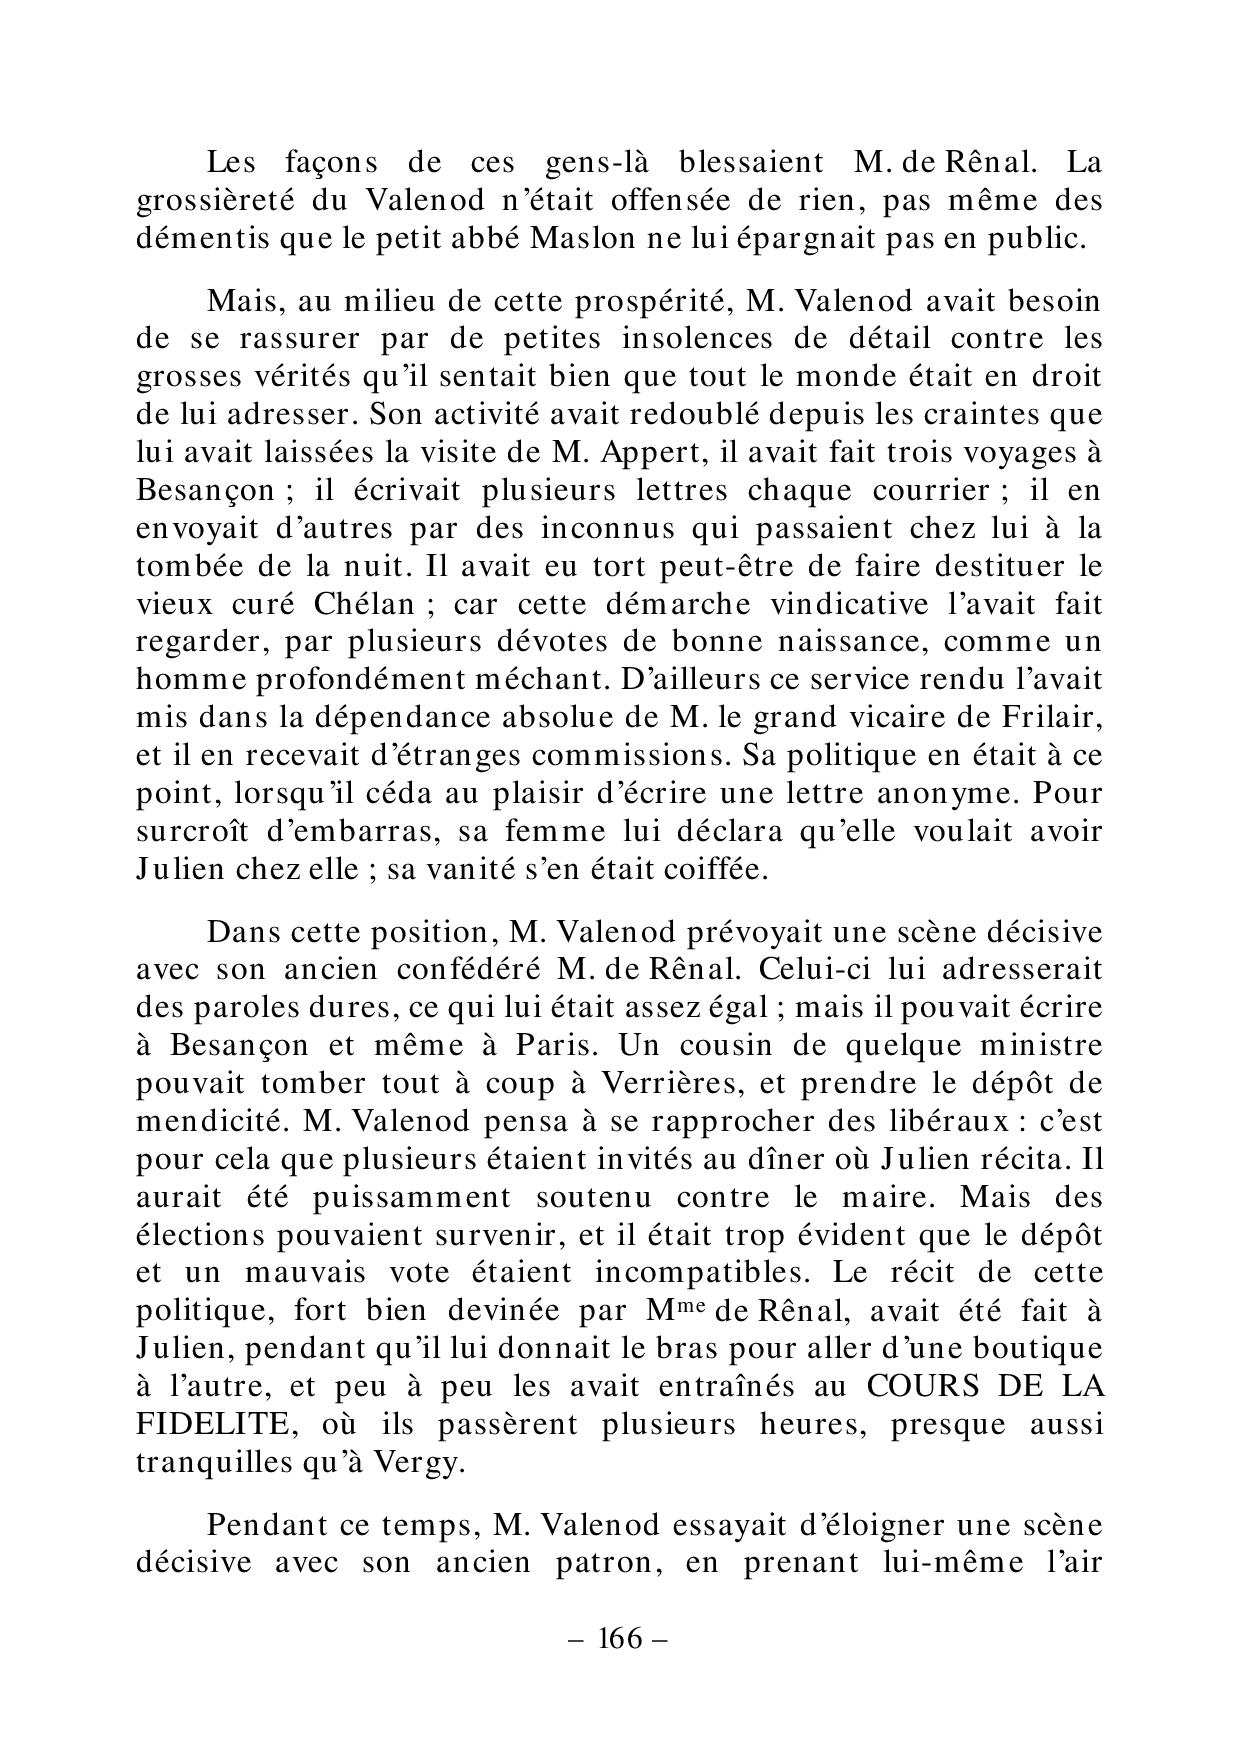 Les façons de ces gens-là blessaient M. de Rênal. La
grossièreté du Valenod n’était offensée de rien, pas même des
démentis que le petit abbé Maslon ne lui épargnait pas en public.
Mais, au milieu de cette prospérité, M. Valenod avait besoin
de se rassurer par de petites insolences de détail contre les
grosses vérités qu’il sentait bien que tout le monde était en droit
de lui adresser. Son activité avait redoublé depuis les craintes que
lui avait laissées la visite de M. Appert, il avait fait trois voyages à
Besançon ; il écrivait plusieurs lettres chaque courrier ; il en
envoyait d’autres par des inconnus qui passaient chez lui à la
tombée de la nuit. Il avait eu tort peut-être de faire destituer le
vieux curé Chélan ; car cette démarche vindicative l’avait fait
regarder, par plusieurs dévotes de bonne naissance, comme un
homme profondément méchant. D’ailleurs ce service rendu l’avait
mis dans la dépendance absolue de M. le grand vicaire de Frilair,
et il en recevait d’étranges commissions. Sa politique en était à ce
point, lorsqu’il céda au plaisir d’écrire une lettre anonyme. Pour
surcroît d’embarras, sa femme lui déclara qu’elle voulait avoir
Julien chez elle ; sa vanité s’en était coiffée.
Dans cette position, M. Valenod prévoyait une scène décisive
avec son ancien confédéré M. de Rênal. Celui-ci lui adresserait
des paroles dures, ce qui lui était assez égal ; mais il pouvait écrire
à Besançon et même à Paris. Un cousin de quelque ministre
pouvait tomber tout à coup à Verrières, et prendre le dépôt de
mendicité. M. Valenod pensa à se rapprocher des libéraux : c’est
pour cela que plusieurs étaient invités au dîner où Julien récita. Il
aurait été puissamment soutenu contre le maire. Mais des
élections pouvaient survenir, et il était trop évident que le dépôt
et un mauvais vote étaient incompatibles. Le récit de cette
politique, fort bien devinée par Mme de Rênal, avait été fait à
Julien, pendant qu’il lui donnait le bras pour aller d’une boutique
à l’autre, et peu à peu les avait entraînés au COURS DE LA
FIDELITE, où ils passèrent plusieurs heures, presque aussi
tranquilles qu’à Vergy.
Pendant ce temps, M. Valenod essayait d’éloigner une scène
décisive avec son ancien patron, en prenant lui-même l’air
– 166 –